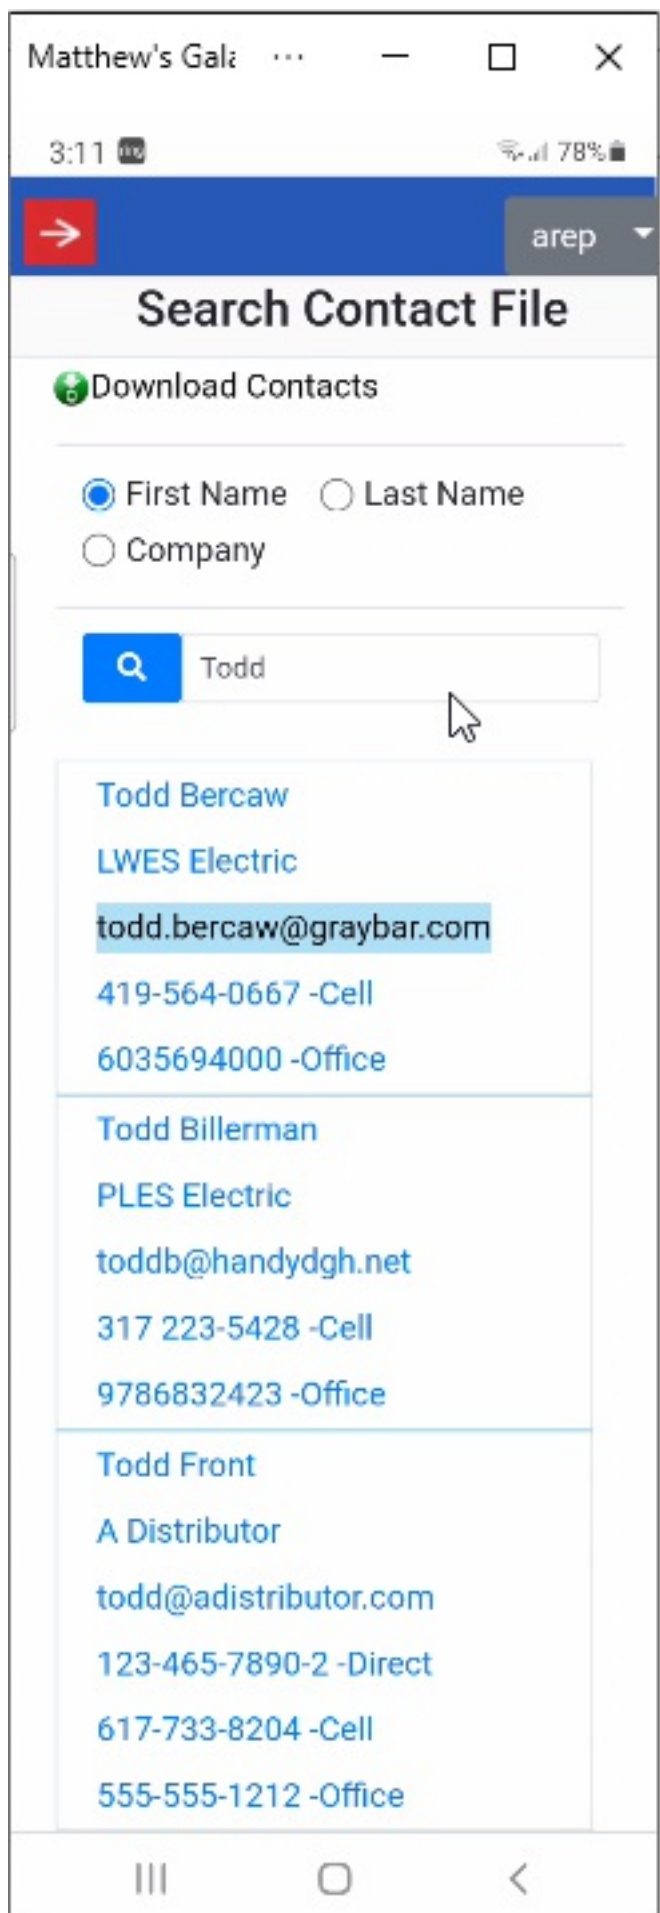 Matthew's Gala ...
3:11 ring 78%
arep
Search Contact File
Download Contacts
First Name Last Name
Company
Todd
Todd Bercaw
LWES Electric
todd.bercaw@graybar.com
419-564-0667 -Cell
6035694000 -Office
Todd Billerman
PLES Electric
toddb@handydgh.net
317 223-5428 -Cell
9786832423 -Office
Todd Front
A Distributor
todd@adistributor.com
123-465-7890-2 -Direct
617-733-8204 -Cell
555-555-1212 -Office